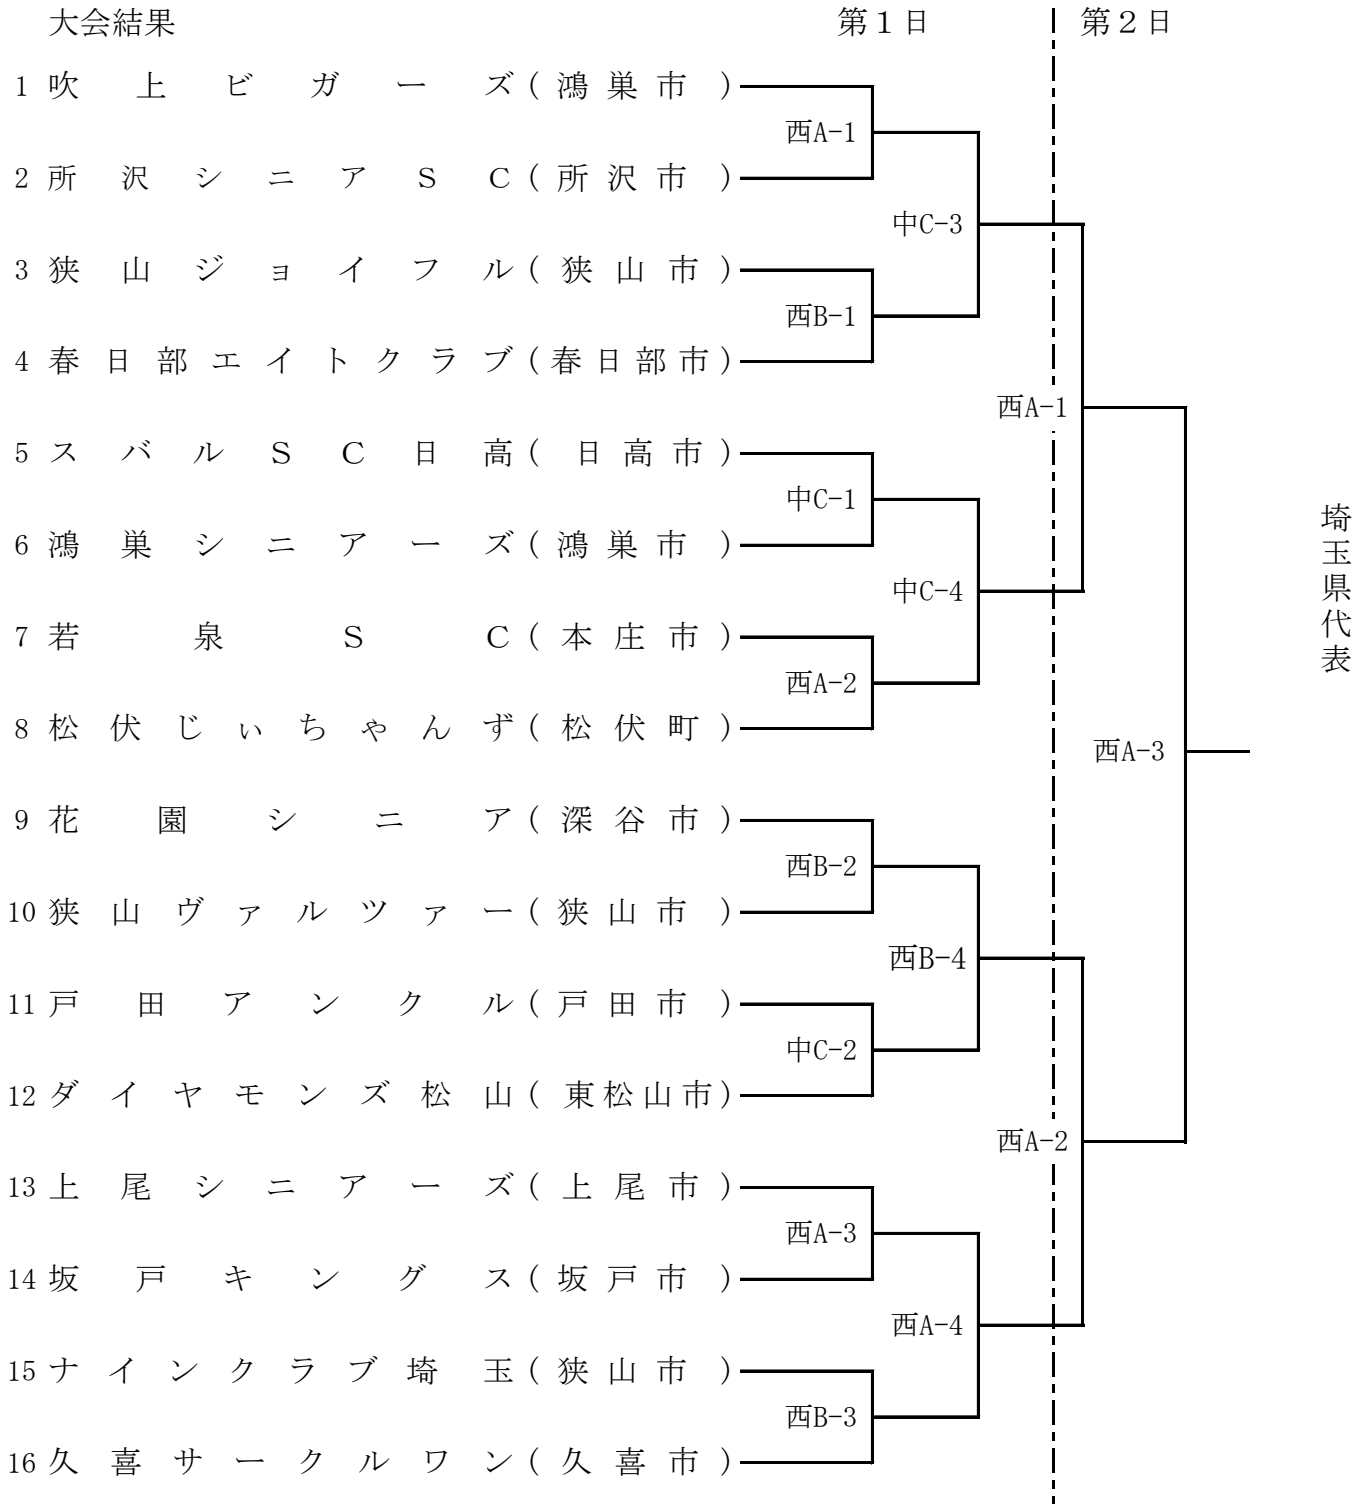 大会結果 第１日 第２日
1 吹上ビガーズ(鴻巣市)
西A-1
2 所沢シニアＳＣ(所沢市)
中C-3
3 狭山ジョイフル(狭山市)
西B-1
4 春日部エイトクラブ(春日部市)
西A-1
5 スバルＳＣ日高(日高市)
中C-1
6 鴻巣シニアーズ(鴻巣市)
中C-4
7 若泉ＳＣ(本庄市)
西A-2
8 松伏じぃちゃんず(松伏町)
西A-3
埼玉県代表
9 花園シニア(深谷市)
西B-2
10 狭山ヴァルツァー(狭山市)
西B-4
11 戸田アンクル(戸田市)
中C-2
12 ダイヤモンズ松山(東松山市)
西A-2
13 上尾シニアーズ(上尾市)
西A-3
14 坂戸キングス(坂戸市)
西A-4
15 ナインクラブ埼玉(狭山市)
西B-3
16 久喜サークルワン(久喜市)